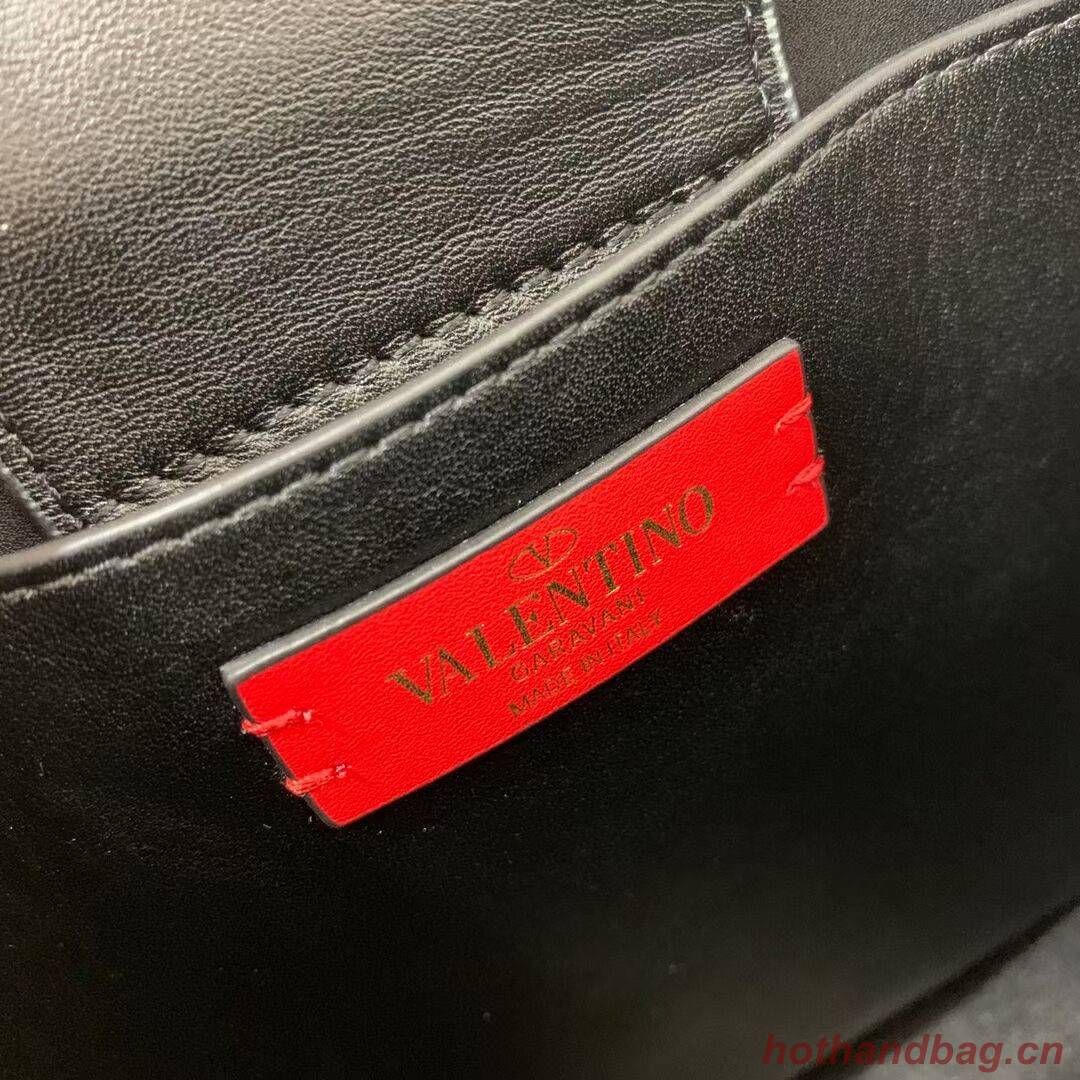 V
VALENTINO
GARAVANI
MADE IN ITALY
hothandbag.cn